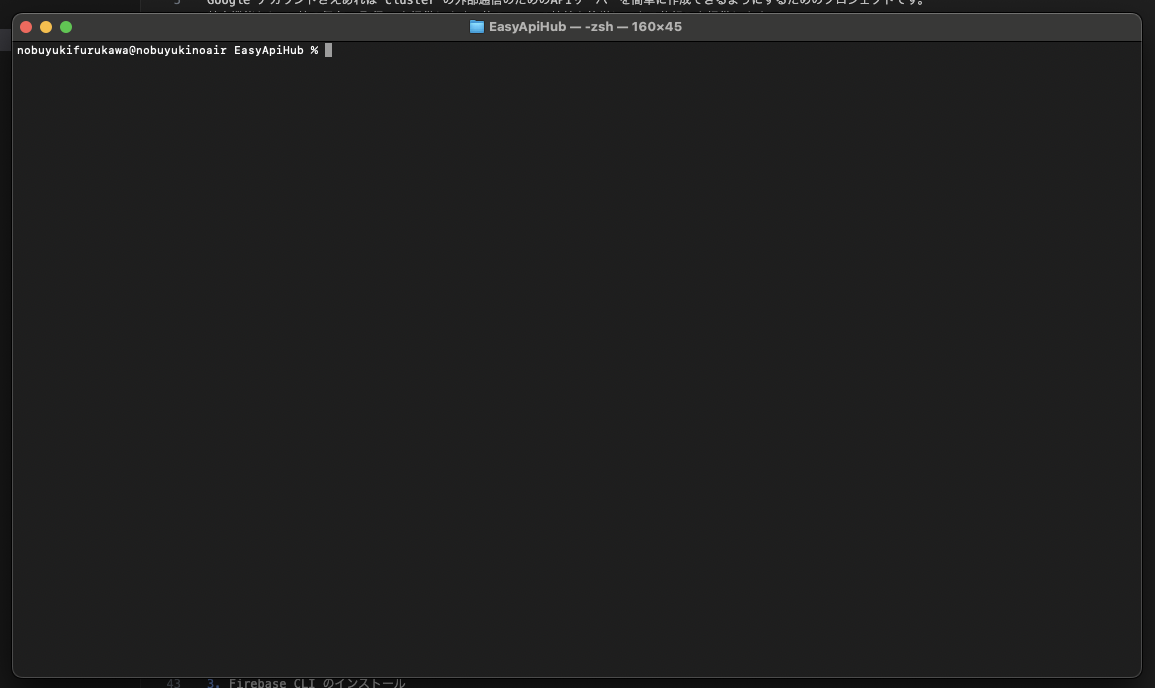 5 Google アカウントさえあれば Cluster の外部通信のためのAPIサーバーを簡単に作成できるようにするためのプロジェクトです。
EasyApiHub — -zsh — 160×45
nobuyukifurukawa@nobuyukinoair EasyApiHub %
43 3. Firebase CLI のインストール